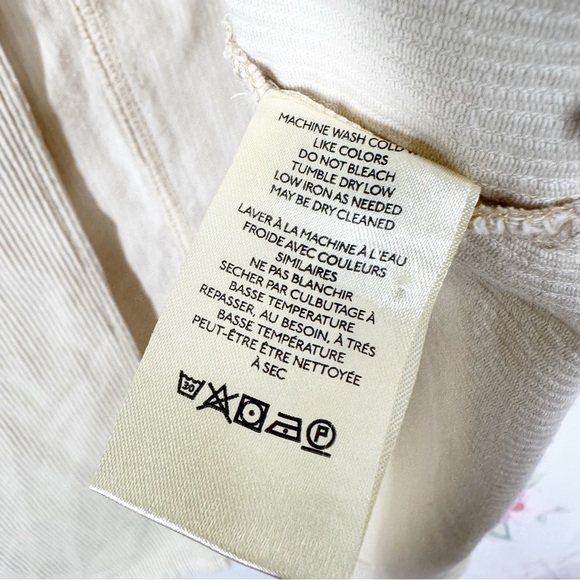 MACHINE WASH COLD
LIKE COLORS
DO NOT BLEACH
TUMBLE DRY LOW
LOW IRON AS NEEDED
MAY BE DRY CLEANED
LAVER À LA MACHINE À L'EAU
FROIDE AVEC COULEURS
SIMILAIRES
NE PAS BLANCHIR
SECHER PAR CULBUTAGE À
BASSE TEMPERATURE
REPASSER, AU BESOIN, À TRÉS
BASSE TEMPÉRATURE
PEUT-ÊTRE ÊTRE NETTOYÉE
À SEC
30 P